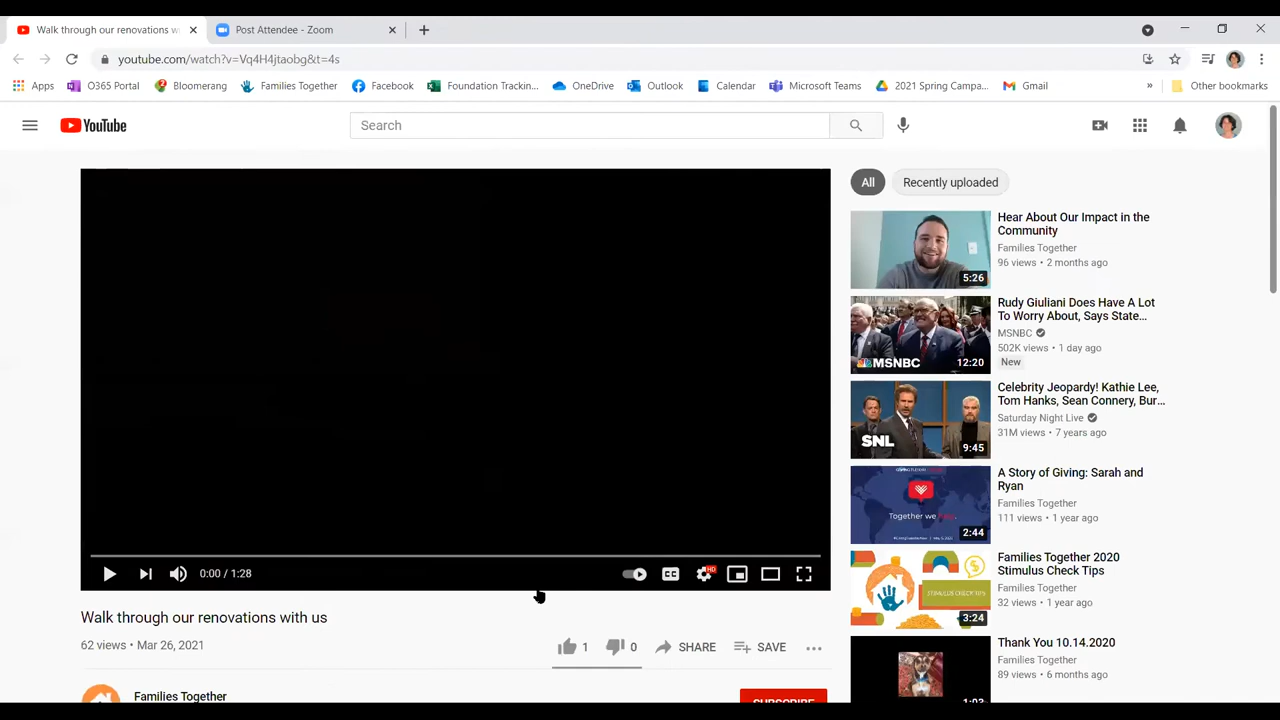 Walk through our renovations w
Post Attendee - Zoom
youtube.com/watch?v=Vq4H4jtaobg&t=4s
Apps O365 Portal Bloomerang Families Together Facebook Foundation Trackin... OneDrive Outlook Calendar Microsoft Teams 2021 Spring Campa... Gmail » Other bookmarks
YouTube
Search
All Recently uploaded
Hear About Our Impact in the
Community
Families Together
96 views • 2 months ago
5:26
Rudy Giuliani Does Have A Lot
To Worry About, Says State...
MSNBC
502K views • 1 day ago
New
MSNBC
12:20
Celebrity Jeopardy! Kathie Lee,
Tom Hanks, Sean Connery, Bur...
Saturday Night Live
31M views • 7 years ago
SNL
9:45
A Story of Giving: Sarah and
Ryan
Families Together
111 views • 1 year ago
Together we
2:44
Families Together 2020
Stimulus Check Tips
Families Together
32 views • 1 year ago
STIMULUS CHECK TIPS
3:24
Thank You 10.14.2020
Families Together
89 views • 6 months ago
1:03
0:00 / 1:28
CC
HD
Walk through our renovations with us
62 views • Mar 26, 2021
1 0 SHARE SAVE
Families Together
SUBSCRIBE